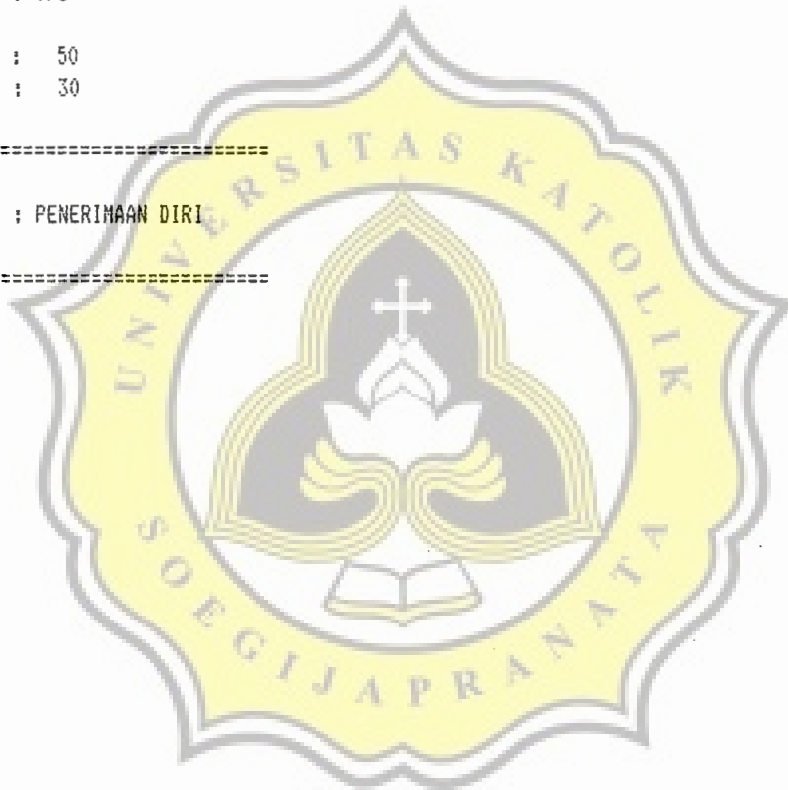 : 50
: 30
========================
: PENERIMAAN DIRI
========================
UNIVERSITAS KATOLIK
SOEGIJAPRANATA